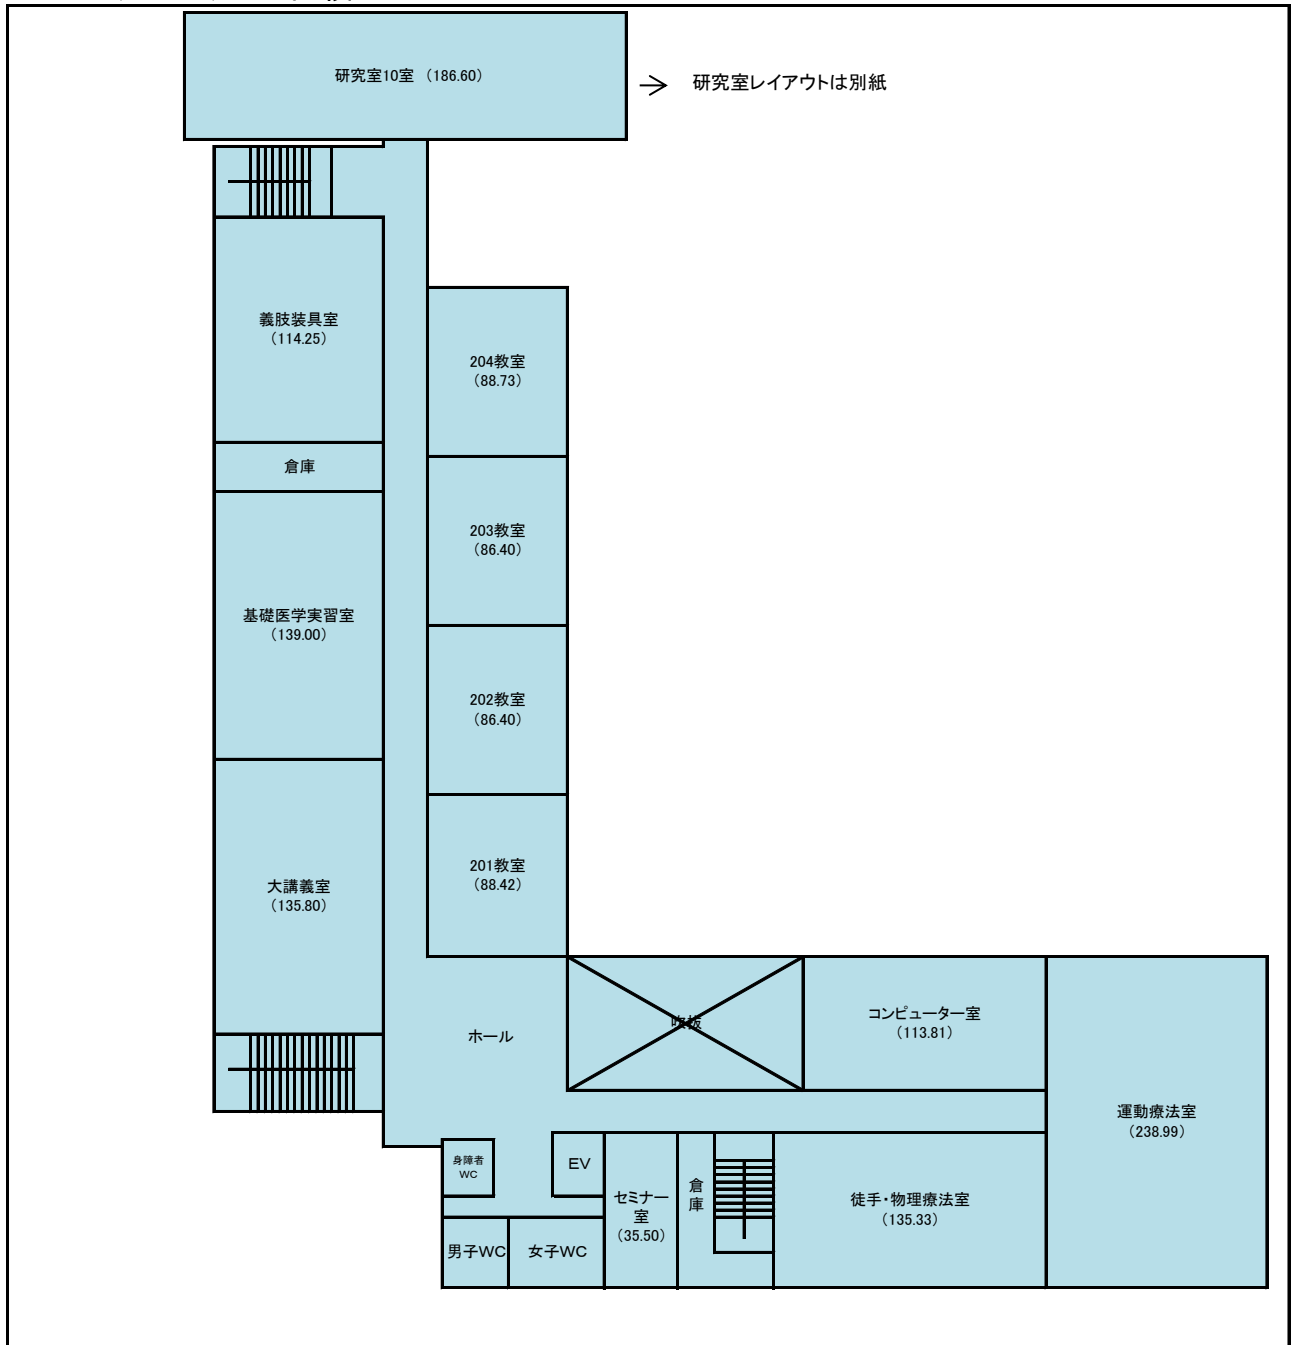 研究室10室 （186.60）
研究室レイアウトは別紙
義肢装具室
（114.25）
204教室
（88.73）
倉庫
203教室
（86.40）
基礎医学実習室
（139.00）
202教室
（86.40）
201教室
（88.42）
大講義室
（135.80）
ホール
吹抜
コンピューター室
（113.81）
運動療法室
（238.99）
身障者
WC
EV
セミナー
室
（35.50）
倉
庫
徒手・物理療法室
（135.33）
男子WC
女子WC